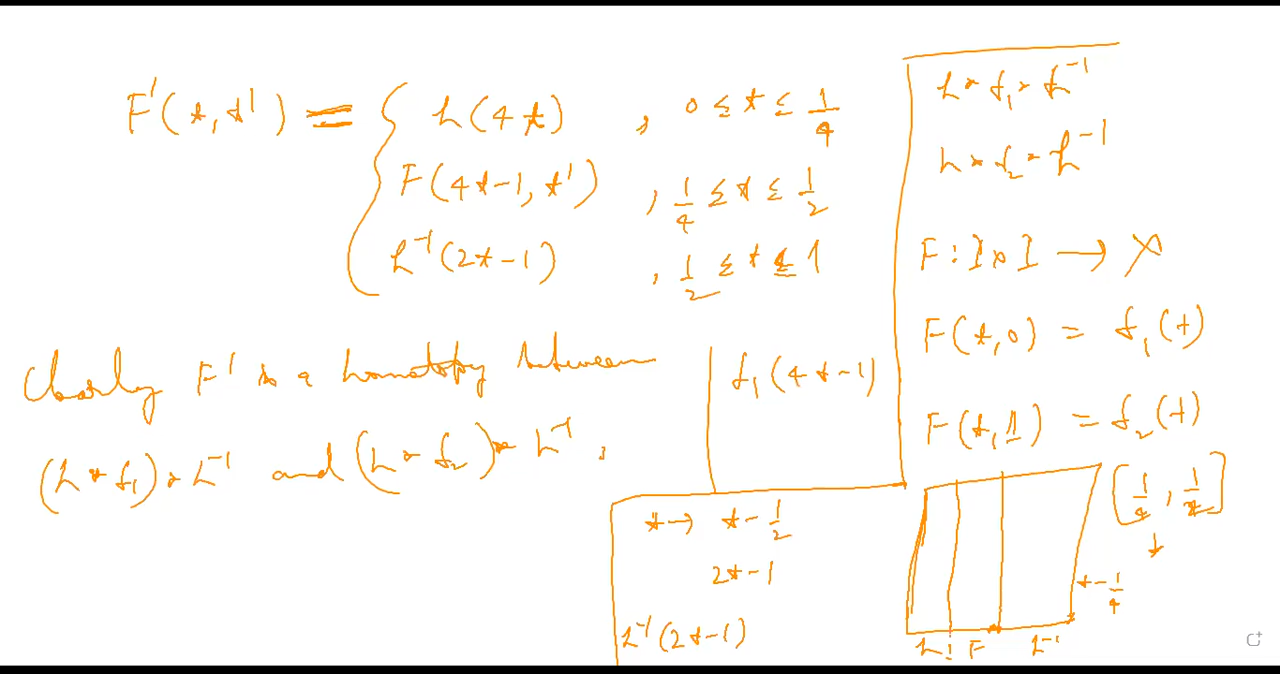 F'(t, t') = { h(4t) , 0 ≤ t ≤ 1/4
F(4t-1, t') , 1/4 ≤ t ≤ 1/2
h⁻¹(2t-1) , 1/2 ≤ t ≤ 1
Clearly F' is a homotopy between
(h * f₁) * h⁻¹ and (h * f₂) * h⁻¹ .
f₁(4t-1)
t → t - 1/2
2t-1
h⁻¹(2t-1)
h * f₁ * h⁻¹
h * f₂ * h⁻¹
F : I × I → X
F(t, 0) = f₁(t)
F(t, 1) = f₂(t)
[1/4, 1/2]
↓
t - 1/4
h F h⁻¹